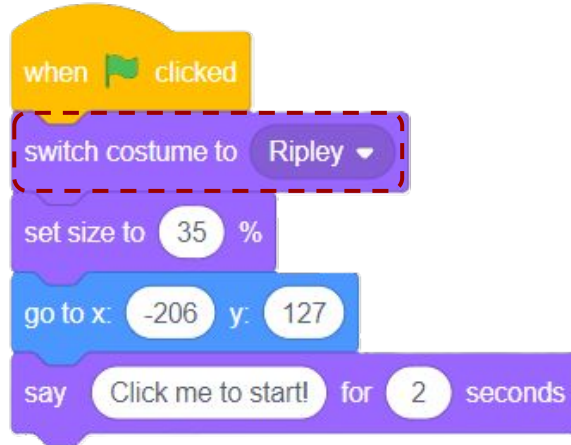 when clicked
switch costume to Ripley
set size to 35 %
go to x: -206 y: 127
say Click me to start! for 2 seconds